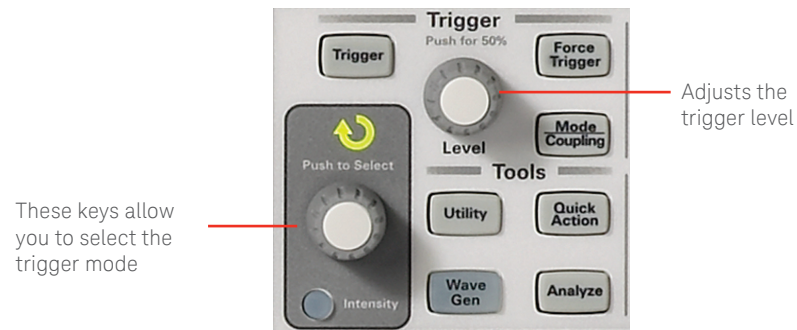 Trigger
Push for 50%
Trigger
Force
Trigger
Adjusts the
trigger level
Mode
Coupling
Level
Push to Select
Tools
These keys allow
you to select the
trigger mode
Utility
Quick
Action
Wave
Gen
Analyze
Intensity